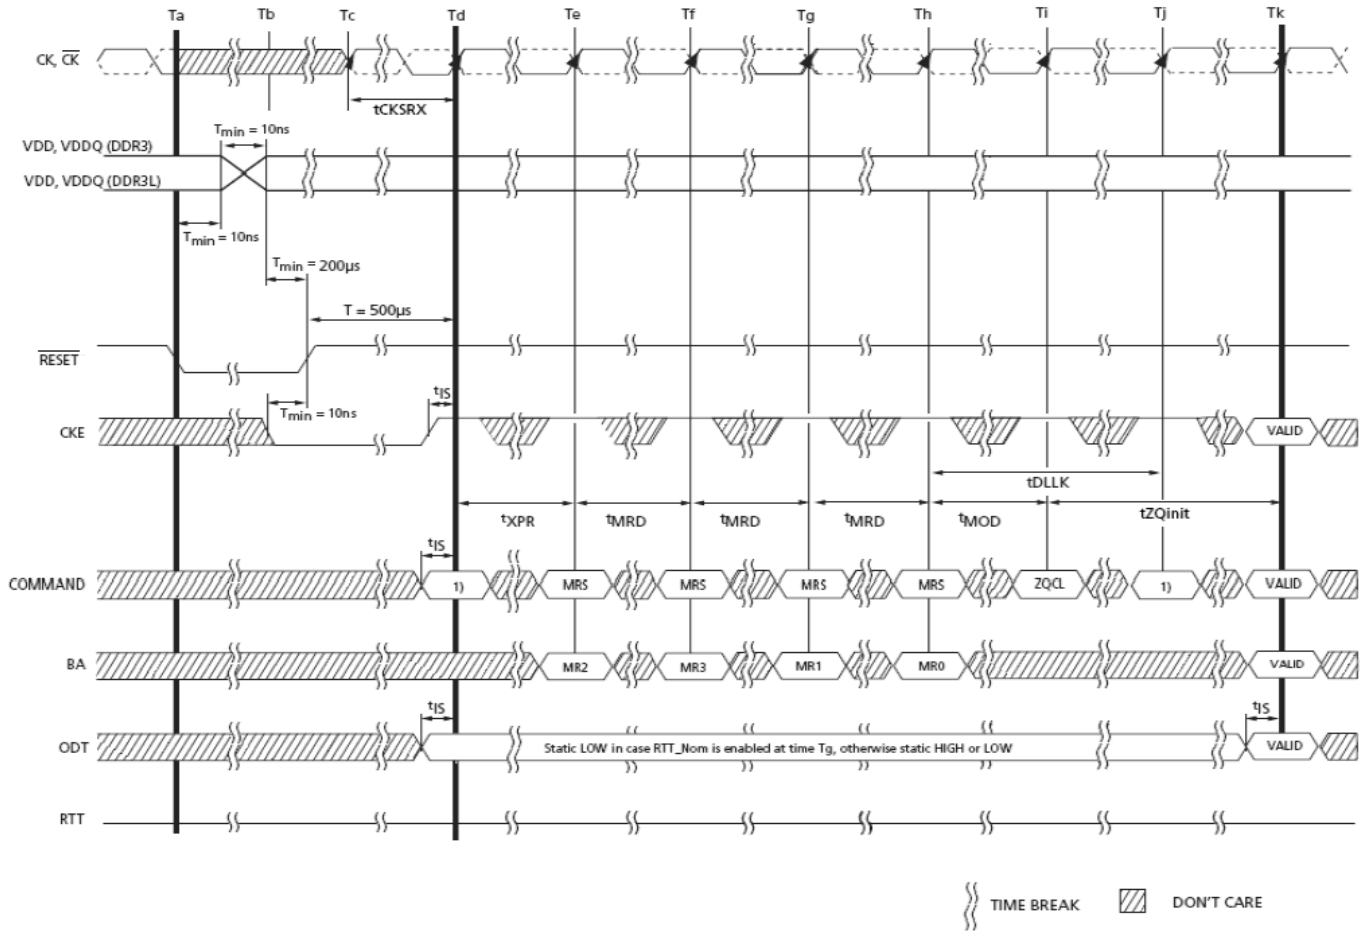 Ta Tb Tc Td Te Tf Tg Th Ti Tj Tk
CK, CK
tCKSRX
Tmin = 10ns
VDD, VDDQ (DDR3)
VDD, VDDQ (DDR3L)
Tmin = 10ns
Tmin = 200µs
T = 500µs
RESET
tIS
Tmin = 10ns
CKE VALID
tDLLK
tXPR tMRD tMRD tMRD tMOD tZQinit
tIS
COMMAND 1) MRS MRS MRS MRS ZQCL 1) VALID
BA MR2 MR3 MR1 MR0 VALID
tIS tIS
ODT Static LOW in case RTT_Nom is enabled at time Tg, otherwise static HIGH or LOW VALID
RTT
TIME BREAK DON'T CARE